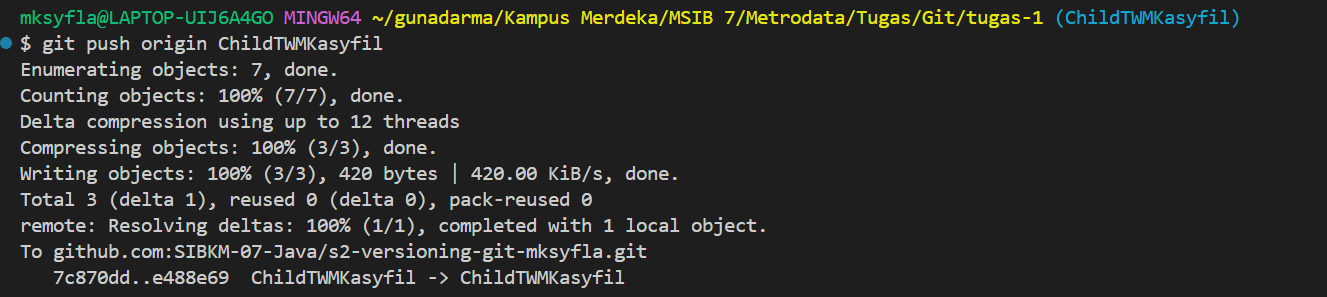 mksyfla@LAPTOP-UIJ6A4GO MINGW64 ~/gunadarma/Kampus Merdeka/MSIB 7/Metrodata/Tugas/Git/tugas-1 (ChildTWMKasyfil)
$ git push origin ChildTWMKasyfil
Enumerating objects: 7, done.
Counting objects: 100% (7/7), done.
Delta compression using up to 12 threads
Compressing objects: 100% (3/3), done.
Writing objects: 100% (3/3), 420 bytes | 420.00 KiB/s, done.
Total 3 (delta 1), reused 0 (delta 0), pack-reused 0
remote: Resolving deltas: 100% (1/1), completed with 1 local object.
To github.com:SIBKM-07-Java/s2-versioning-git-mksyfla.git
   7c870dd..e488e69  ChildTWMKasyfil -> ChildTWMKasyfil